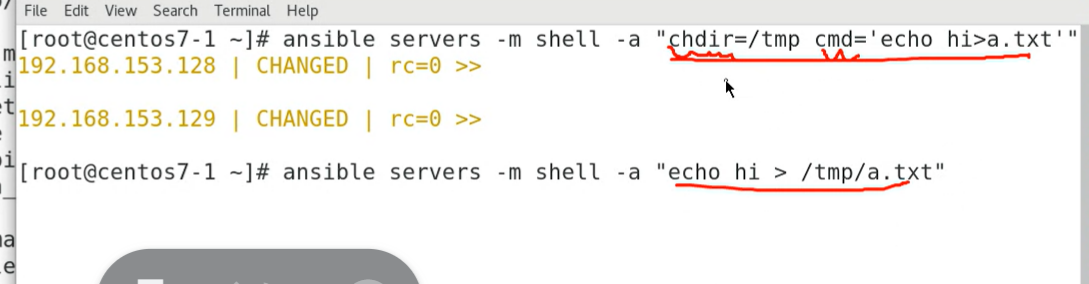 File Edit View Search Terminal Help
[root@centos7-1 ~]# ansible servers -m shell -a "chdir=/tmp cmd='echo hi>a.txt'"
192.168.153.128 | CHANGED | rc=0 >>
192.168.153.129 | CHANGED | rc=0 >>
[root@centos7-1 ~]# ansible servers -m shell -a "echo hi > /tmp/a.txt"